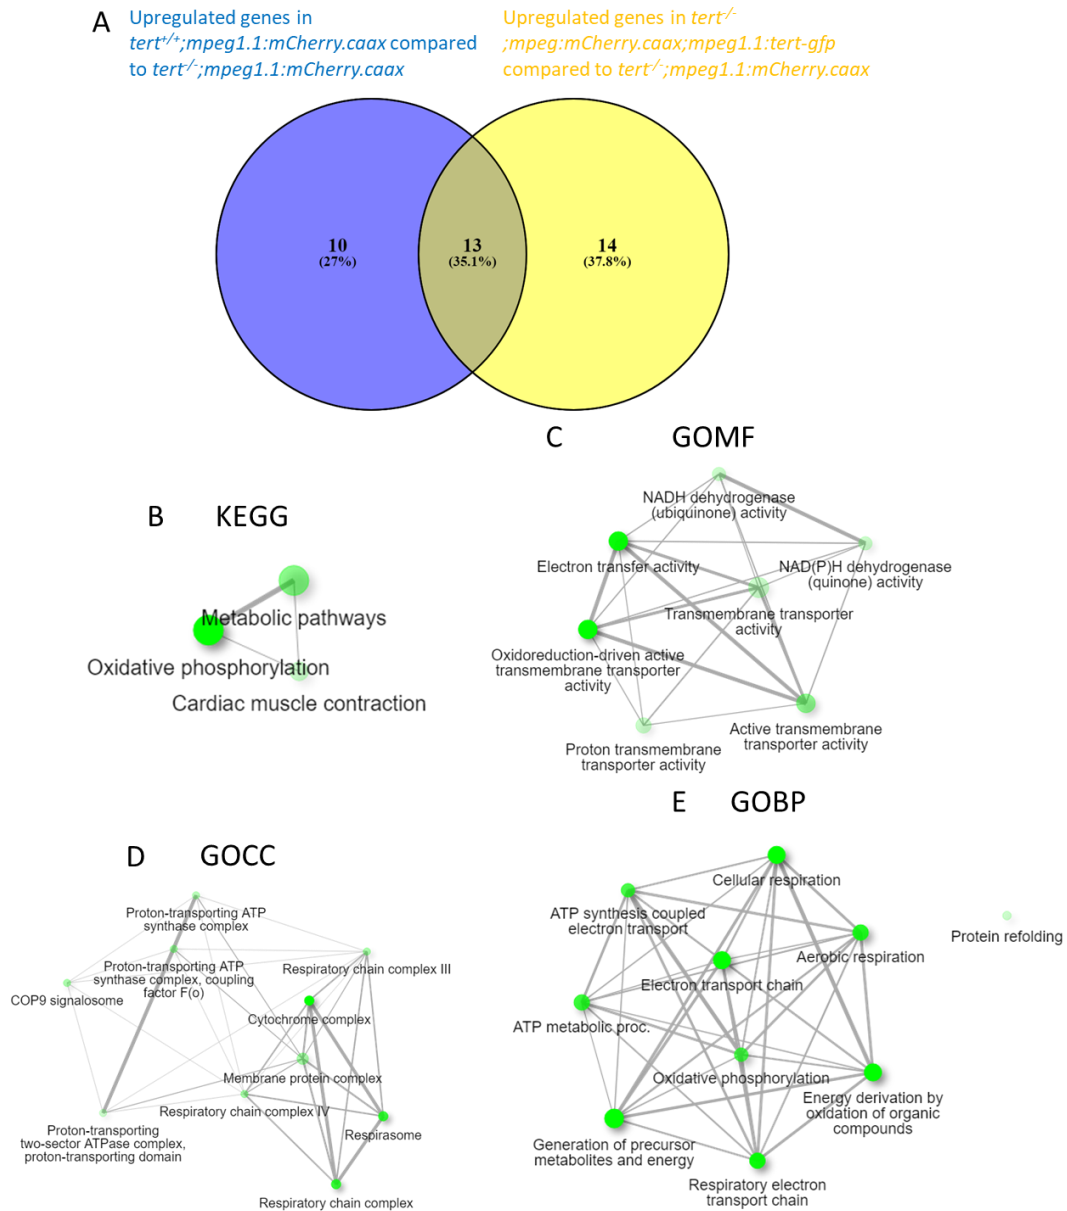 A
Upregulated genes in
tert+/+;mpeg1.1:mCherry.caax compared
to tert-/-;mpeg1.1:mCherry.caax
Upregulated genes in tert-/-
;mpeg:mCherry.caax;mpeg1.1:tert-gfp
compared to tert-/-;mpeg1.1:mCherry.caax
10
(27%)
13
(35.1%)
14
(37.8%)
B KEGG
Metabolic pathways
Oxidative phosphorylation
Cardiac muscle contraction
C GOMF
NADH dehydrogenase
(ubiquinone) activity
Electron transfer activity
NAD(P)H dehydrogenase
(quinone) activity
Transmembrane transporter
activity
Oxidoreduction-driven active
transmembrane transporter
activity
Active transmembrane
transporter activity
Proton transmembrane
transporter activity
D GOCC
Proton-transporting ATP
synthase complex
Proton-transporting ATP
synthase complex, coupling
factor F(o)
Respiratory chain complex III
COP9 signalosome
Cytochrome complex
Membrane protein complex
Respiratory chain complex IV
Respirasome
Proton-transporting
two-sector ATPase complex,
proton-transporting domain
Respiratory chain complex
E GOBP
Cellular respiration
ATP synthesis coupled
electron transport
Protein refolding
Aerobic respiration
Electron transport chain
ATP metabolic proc.
Oxidative phosphorylation
Energy derivation by
oxidation of organic
compounds
Generation of precursor
metabolites and energy
Respiratory electron
transport chain